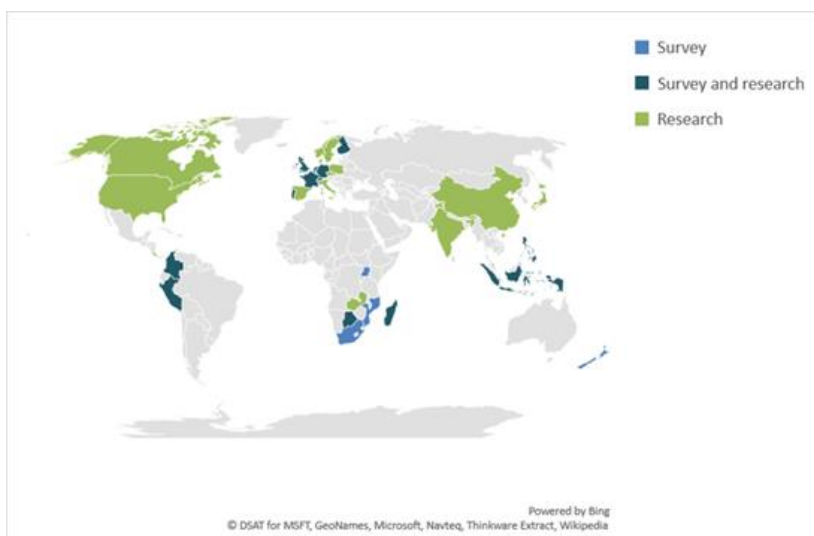 Survey
Survey and research
Research
Powered by Bing
© DSAT for MSFT, GeoNames, Microsoft, Navteq, Thinkware Extract, Wikipedia